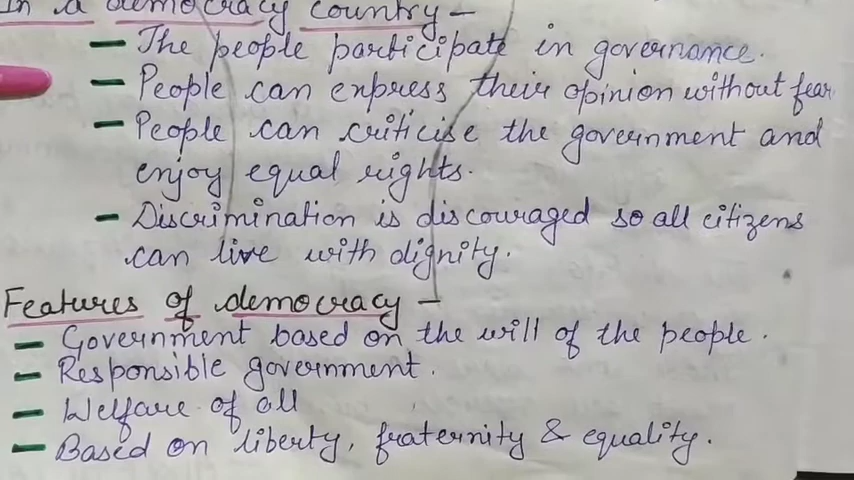 In a democracy country -
- The people participate in governance.
- People can express their opinion without fear
- People can criticise the government and
enjoy equal rights.
- Discrimination is discouraged so all citizens
can live with dignity.
Features of democracy -
- Government based on the will of the people.
- Responsible government.
- Welfare of all
- Based on liberty, fraternity & equality.